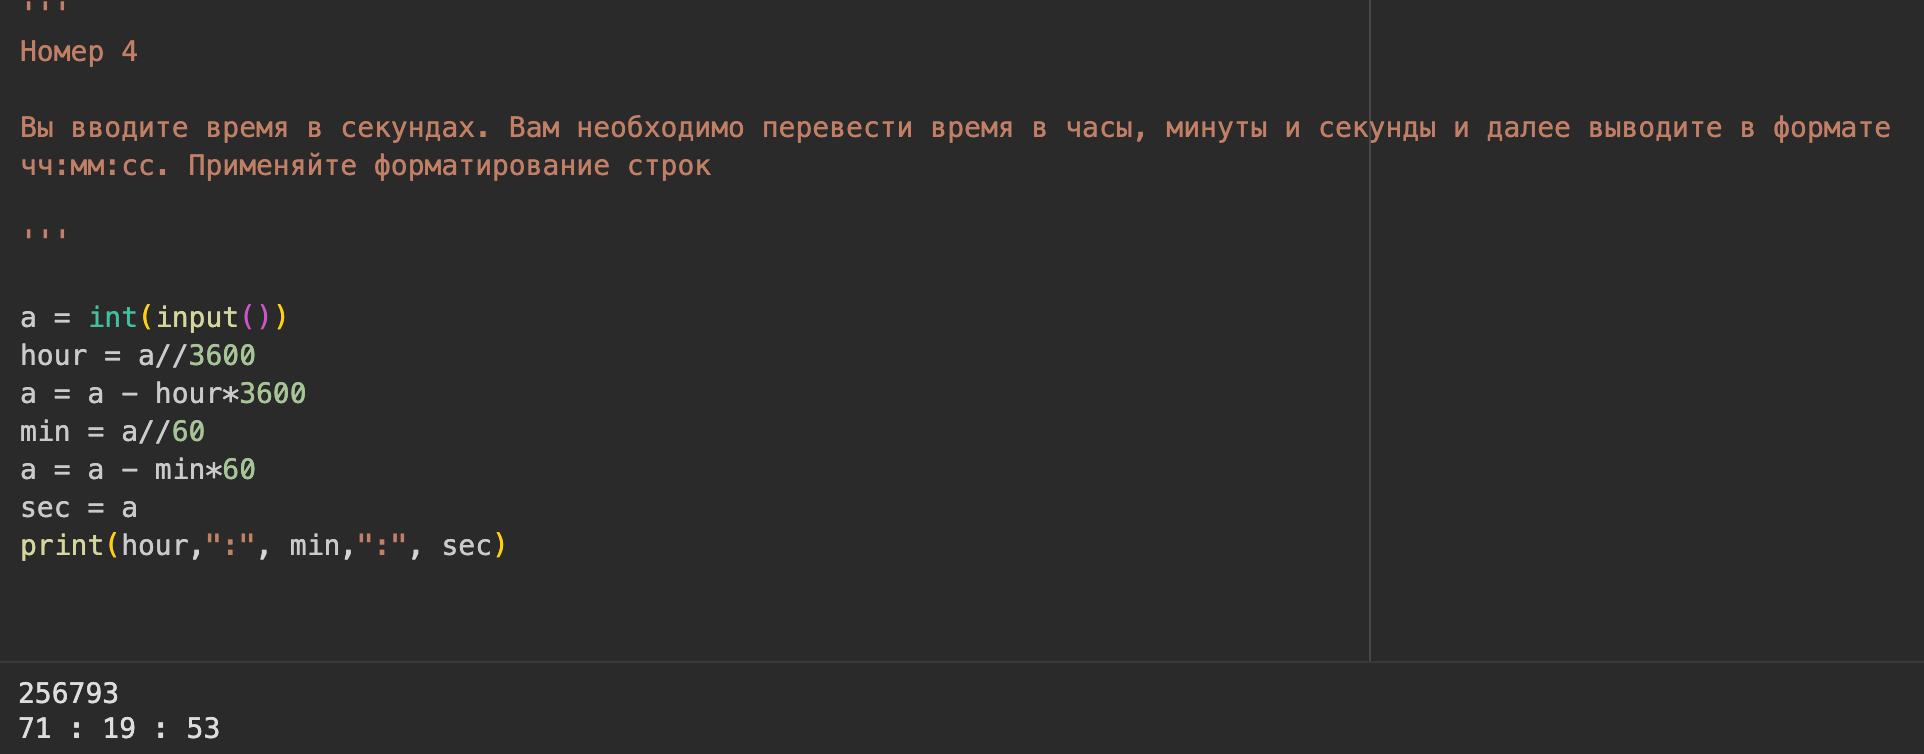 '''
Номер 4
Вы вводите время в секундах. Вам необходимо перевести время в часы, минуты и секунды и далее выводите в формате
чч:мм:сс. Применяйте форматирование строк
'''
a = int(input())
hour = a//3600
a = a - hour*3600
min = a//60
a = a - min*60
sec = a
print(hour,":", min,":", sec)
256793
71 : 19 : 53